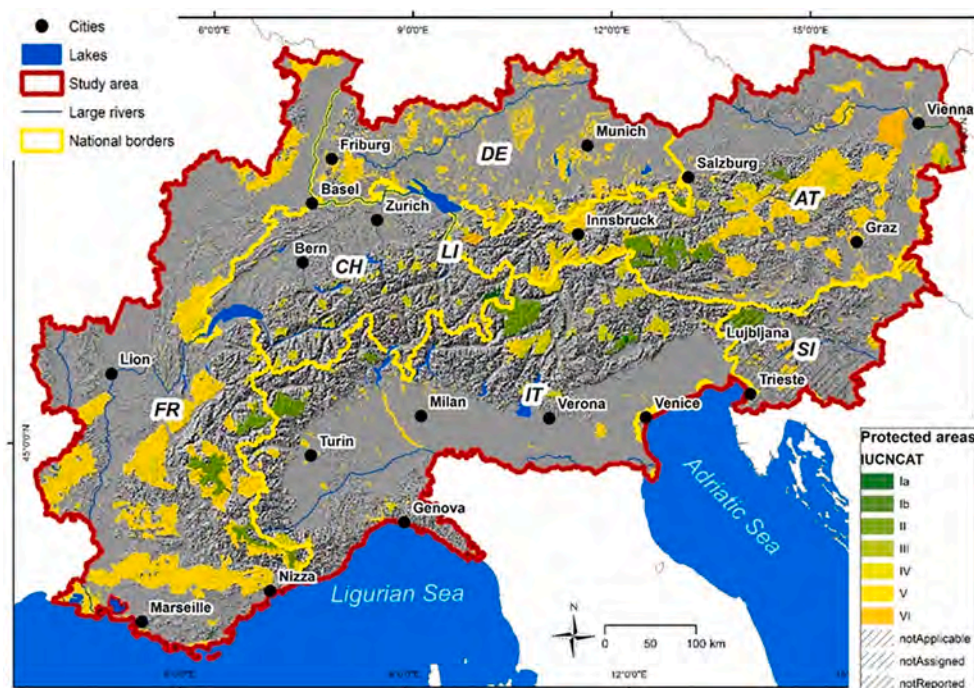 6°0'0"E 9°0'0"E 12°0'0"E 15°0'0"E
Cities
Lakes
Study area
Large rivers
National borders
Vienna
Munich
DE
Friburg
Salzburg
AT
Basel
Zurich
Innsbruck
Graz
Bern
CH
LI
Lujbljana
SI
Lion
Trieste
FR
IT
Milan
Verona
Venice
Turin
45°0'0"N
Genova
Adriatic Sea
Nizza
Ligurian Sea
Marseille
N
0 50 100 km
Protected areas
IUCNCAT
Ia
Ib
II
III
IV
V
VI
notApplicable
notAssigned
notReported
9°0'0"E 12°0'0"E